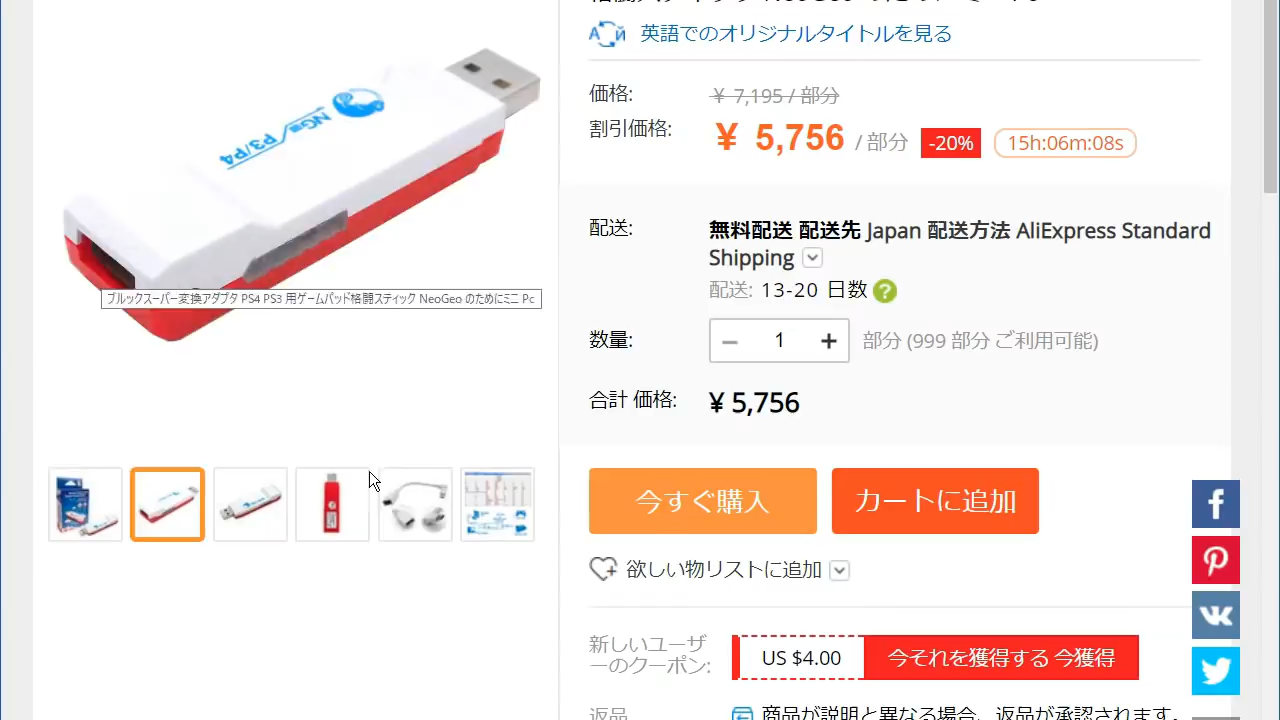 英語でのオリジナルタイトルを見る
価格: ¥ 7,195 / 部分
割引価格: ¥ 5,756 / 部分 -20% 15h:06m:08s
NG/P3/P4
配送: 無料配送 配送先 Japan 配送方法 AliExpress Standard
Shipping
配送: 13-20 日数 ?
ブルックスーパー変換アダプタ PS4 PS3 用ゲームパッド格闘スティック NeoGeo のためにミニ Pc
数量: − 1 + 部分 (999 部分 ご利用可能)
合計 価格: ¥ 5,756
今すぐ購入 カートに追加
欲しい物リストに追加
新しいユーザ
ーのクーポン: US $4.00 今それを獲得する 今獲得
返品 商品が説明と異なる場合、返品が承認されます。